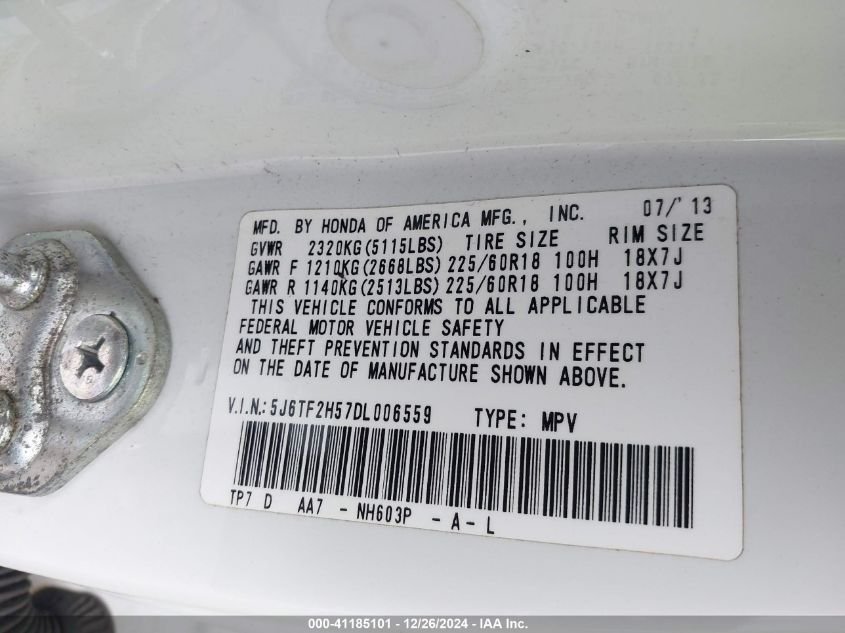 MFD. BY HONDA OF AMERICA MFG., INC. 07/'13
GVWR 2320KG(5115LBS) TIRE SIZE RIM SIZE
GAWR F 1210KG(2668LBS) 225/60R18 100H 18X7J
GAWR R 1140KG(2513LBS) 225/60R18 100H 18X7J
THIS VEHICLE CONFORMS TO ALL APPLICABLE
FEDERAL MOTOR VEHICLE SAFETY
AND THEFT PREVENTION STANDARDS IN EFFECT
ON THE DATE OF MANUFACTURE SHOWN ABOVE.
V.I.N.: 5J6TF2H57DL006559 TYPE: MPV
TP7 D AA7 - NH603P - A - L
000-41185101 - 12/26/2024 - IAA Inc.